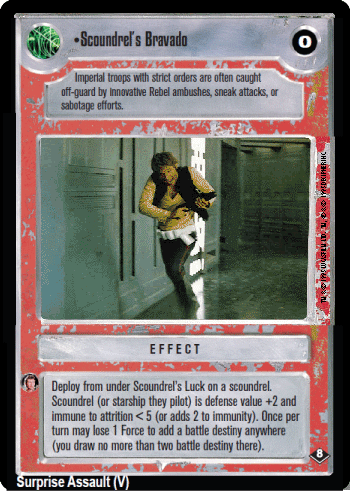 •Scoundrel's Bravado
0
Imperial troops with strict orders are often caught
off-guard by innovative Rebel ambushes, sneak attacks, or
sabotage efforts.
EFFECT
Deploy from under Scoundrel's Luck on a scoundrel.
Scoundrel (or starship they pilot) is defense value +2 and
immune to attrition < 5 (or adds 2 to immunity). Once per
turn may lose 1 Force to add a battle destiny anywhere
(you draw no more than two battle destiny there).
8
Surprise Assault (V)